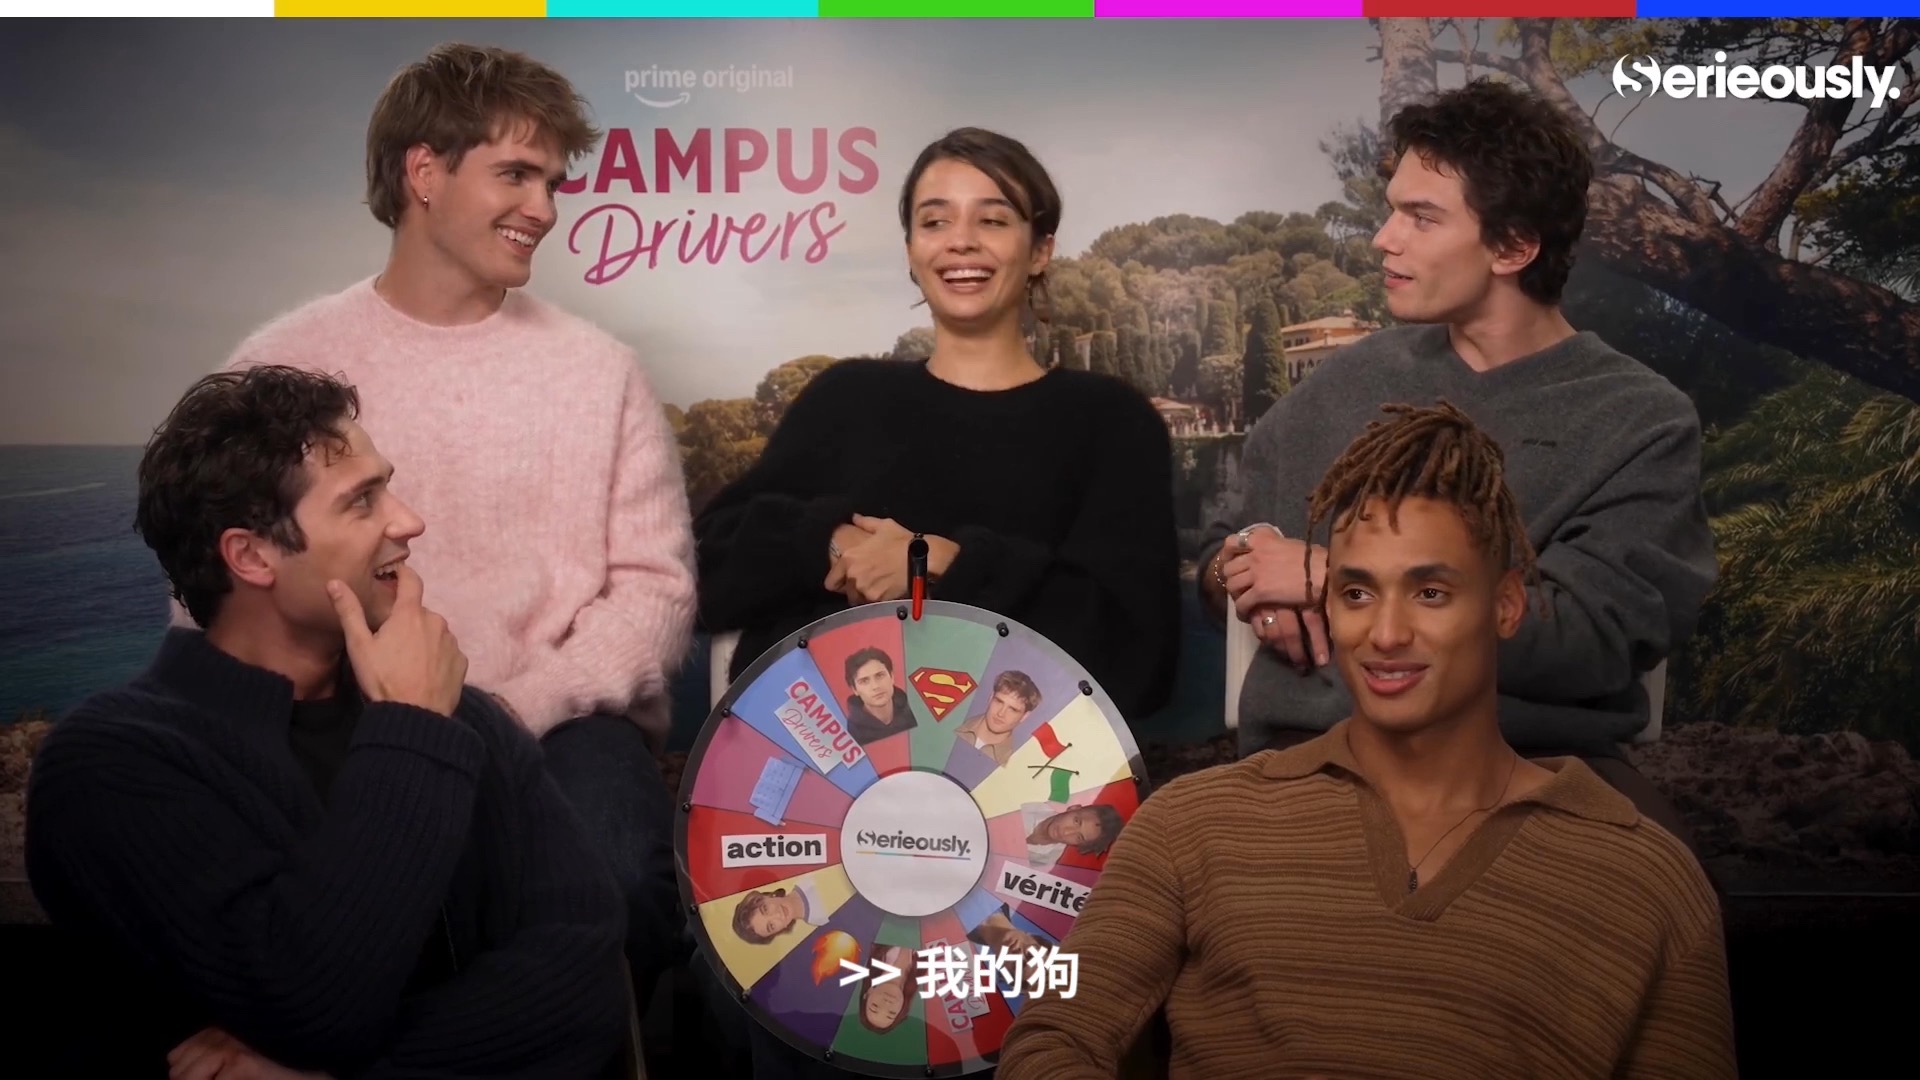 prime original
CAMPUS
Drivers
Serieously.
CAMPUS
Drivers
action
Serieously.
vérité
>> 我的狗